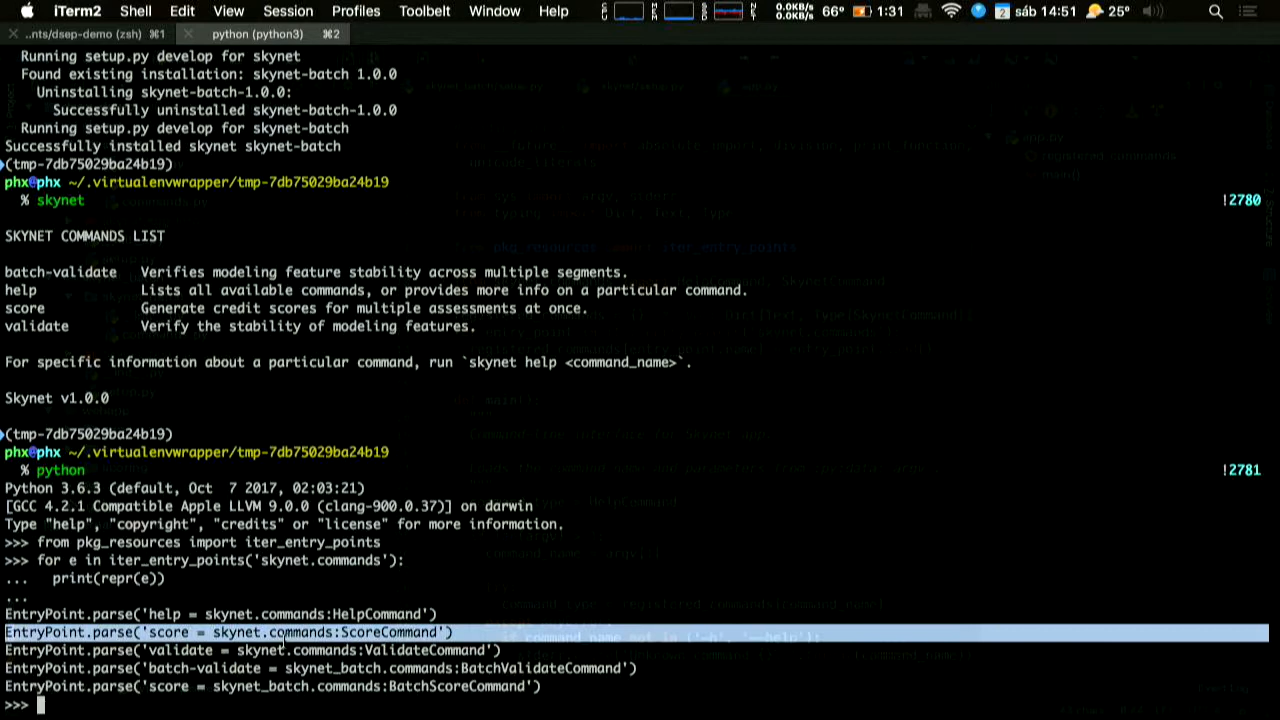 iTerm2 Shell Edit View Session Profiles Toolbelt Window Help 0.0KB/s 0.0KB/s 66° 1:31 2 sáb 14:51 25°
..nts/dsep-demo (zsh) ⌘1 python (python3) ⌘2
Running setup.py develop for skynet
Found existing installation: skynet-batch 1.0.0
Uninstalling skynet-batch-1.0.0:
Successfully uninstalled skynet-batch-1.0.0
Running setup.py develop for skynet-batch
Successfully installed skynet skynet-batch
(tmp-7db75029ba24b19)
phx@phx ~/.virtualenvwrapper/tmp-7db75029ba24b19
% skynet !2780
SKYNET COMMANDS LIST
batch-validate Verifies modeling feature stability across multiple segments.
help Lists all available commands, or provides more info on a particular command.
score Generate credit scores for multiple assessments at once.
validate Verify the stability of modeling features.
For specific information about a particular command, run `skynet help <command_name>`.
Skynet v1.0.0
(tmp-7db75029ba24b19)
phx@phx ~/.virtualenvwrapper/tmp-7db75029ba24b19
% python !2781
Python 3.6.3 (default, Oct 7 2017, 02:03:21)
[GCC 4.2.1 Compatible Apple LLVM 9.0.0 (clang-900.0.37)] on darwin
Type "help", "copyright", "credits" or "license" for more information.
>>> from pkg_resources import iter_entry_points
>>> for e in iter_entry_points('skynet.commands'):
... print(repr(e))
...
EntryPoint.parse('help = skynet.commands:HelpCommand')
EntryPoint.parse('score = skynet.commands:ScoreCommand')
EntryPoint.parse('validate = skynet.commands:ValidateCommand')
EntryPoint.parse('batch-validate = skynet_batch.commands:BatchValidateCommand')
EntryPoint.parse('score = skynet_batch.commands:BatchScoreCommand')
>>>